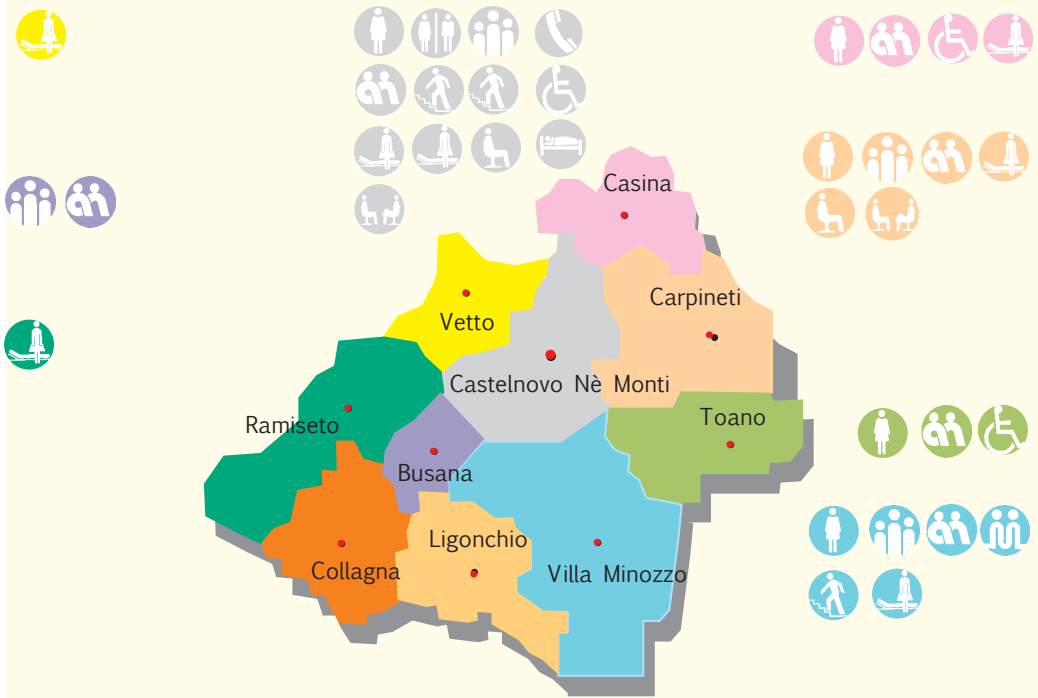 Casina
Carpineti
Vetto
Castelnovo Nè Monti
Toano
Ramiseto
Busana
Ligonchio
Collagna
Villa Minozzo